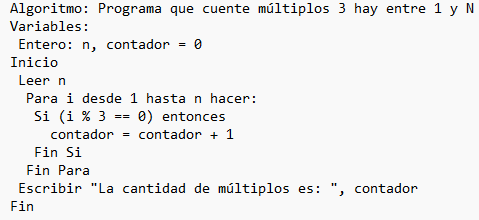 Algoritmo: Programa que cuente múltiplos 3 hay entre 1 y N
Variables:
 Entero: n, contador = 0
Inicio
 Leer n
  Para i desde 1 hasta n hacer:
   Si (i % 3 == 0) entonces
     contador = contador + 1
   Fin Si
  Fin Para
 Escribir "La cantidad de múltiplos es: ", contador
Fin